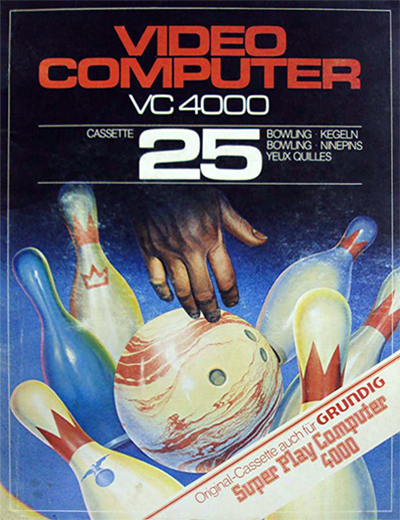 VIDEO
COMPUTER
VC 4000
CASSETTE 25
BOWLING · KEGELN
BOWLING · NINEPINS
YEUX QUILLES
Original-Cassette auch für GRUNDIG
Super Play Computer
4000